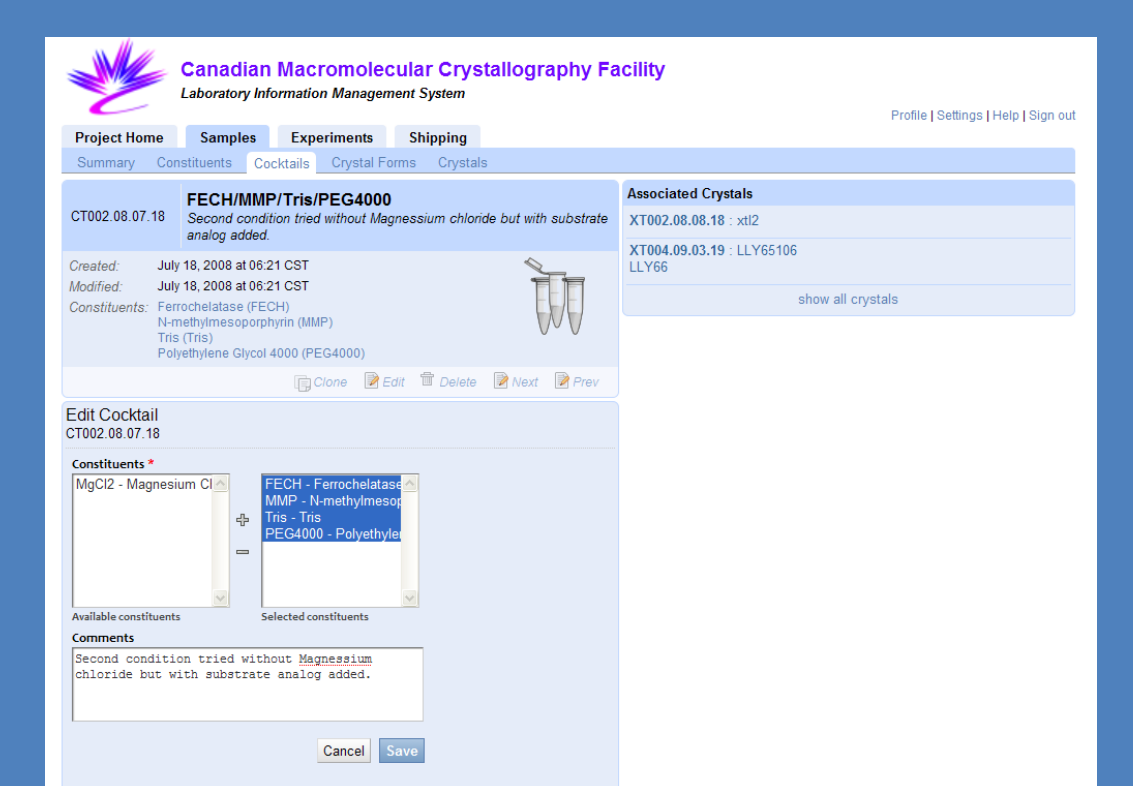 Canadian Macromolecular Crystallography Facility
Laboratory Information Management System
Profile | Settings | Help | Sign out
Project Home Samples Experiments Shipping
Summary Constituents Cocktails Crystal Forms Crystals
CT002.08.07.18
FECH/MMP/Tris/PEG4000
Second condition tried without Magnessium chloride but with substrate
analog added.
Created: July 18, 2008 at 06:21 CST
Modified: July 18, 2008 at 06:21 CST
Constituents: Ferrochelatase (FECH)
N-methylmesoporphyrin (MMP)
Tris (Tris)
Polyethylene Glycol 4000 (PEG4000)
Clone Edit Delete Next Prev
Associated Crystals
XT002.08.08.18 : xtl2
XT004.09.03.19 : LLY65106
LLY66
show all crystals
Edit Cocktail
CT002.08.07.18
Constituents *
MgCl2 - Magnesium Cl
FECH - Ferrochelatase
MMP - N-methylmesop
Tris - Tris
PEG4000 - Polyethyle
Available constituents
Selected constituents
Comments
Second condition tried without Magnessium
chloride but with substrate analog added.
Cancel Save